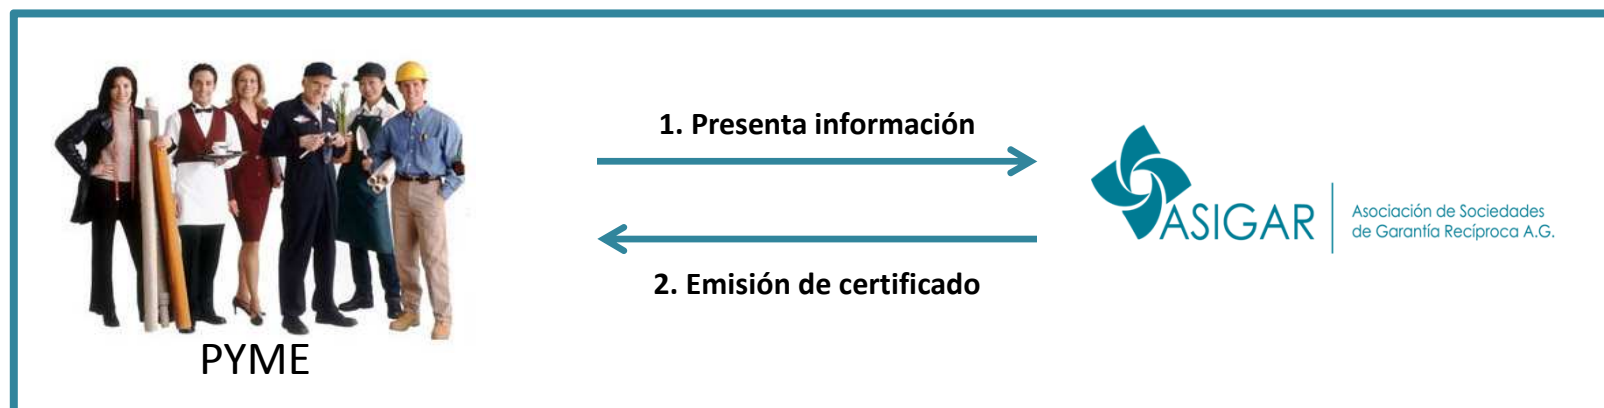 1. Presenta información
2. Emisión de certificado
PYME
ASIGAR
Asociación de Sociedades
de Garantía Recíproca A.G.